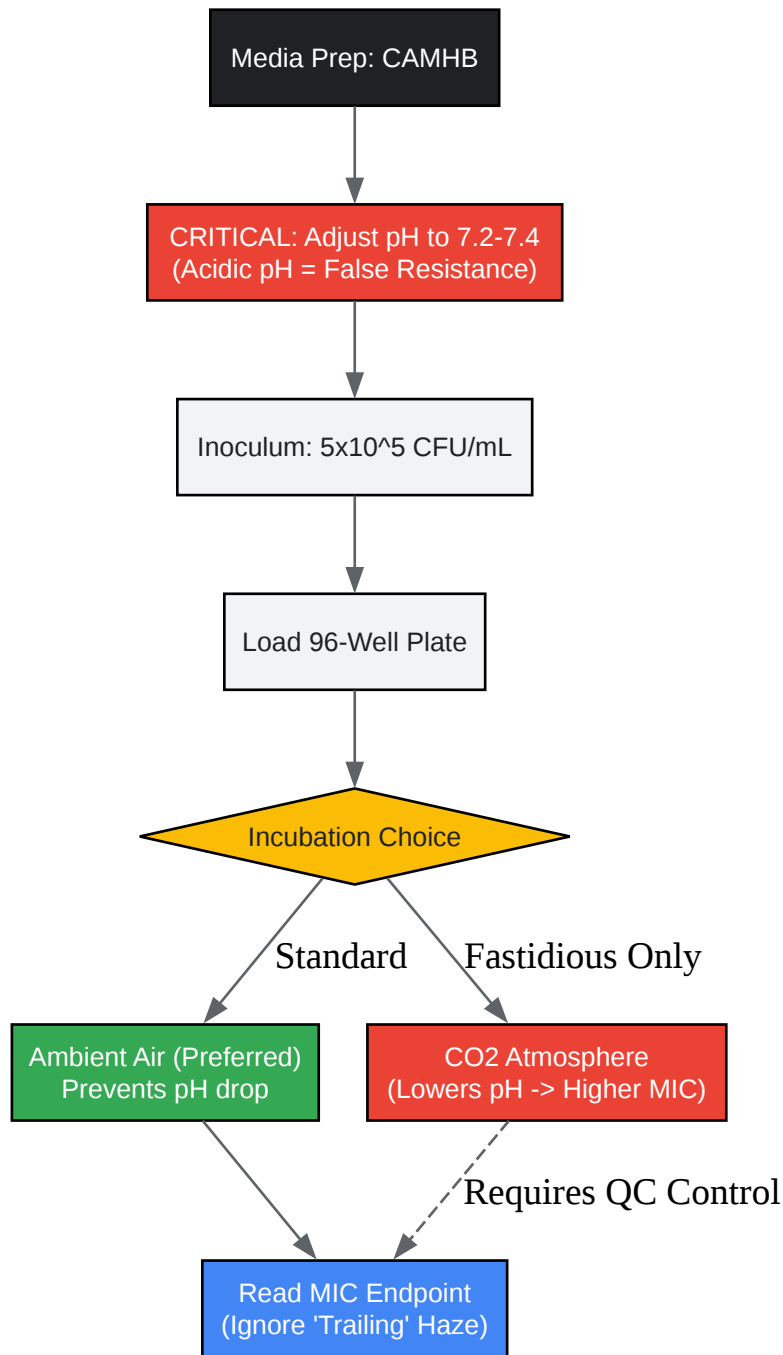 Media Prep: CAMHB
CRITICAL: Adjust pH to 7.2-7.4
(Acidic pH = False Resistance)
Inoculum: 5x10^5 CFU/mL
Load 96-Well Plate
Incubation Choice
Standard
Fastidious Only
Ambient Air (Preferred)
Prevents pH drop
CO2 Atmosphere
(Lowers pH -> Higher MIC)
Requires QC Control
Read MIC Endpoint
(Ignore 'Trailing' Haze)